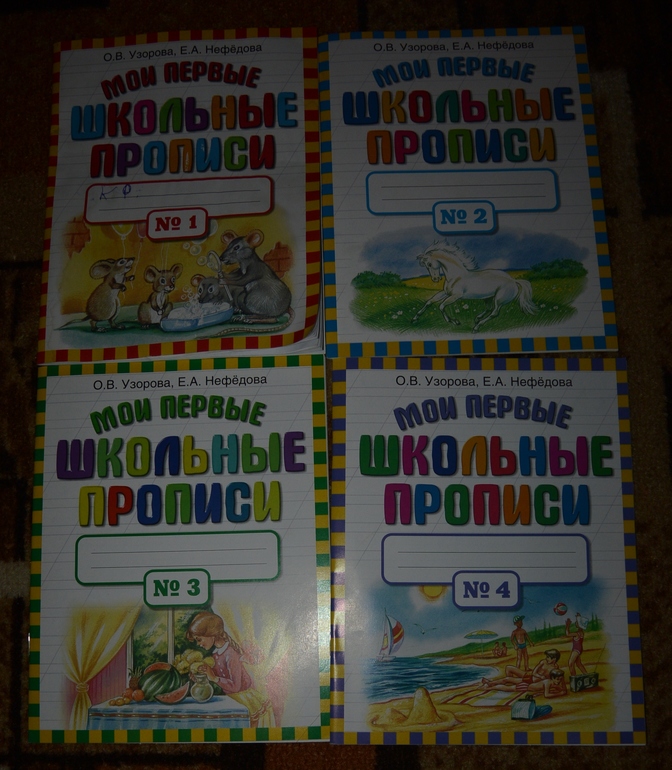 О.В. Узорова, Е.А. Нефёдова
МОИ ПЕРВЫЕ
ШКОЛЬНЫЕ
ПРОПИСИ
К Ф
№ 1
О.В. Узорова, Е.А. Нефёдова
МОИ ПЕРВЫЕ
ШКОЛЬНЫЕ
ПРОПИСИ
№ 2
О.В. Узорова, Е.А. Нефёдова
МОИ ПЕРВЫЕ
ШКОЛЬНЫЕ
ПРОПИСИ
№ 3
О.В. Узорова, Е.А. Нефёдова
МОИ ПЕРВЫЕ
ШКОЛЬНЫЕ
ПРОПИСИ
№ 4